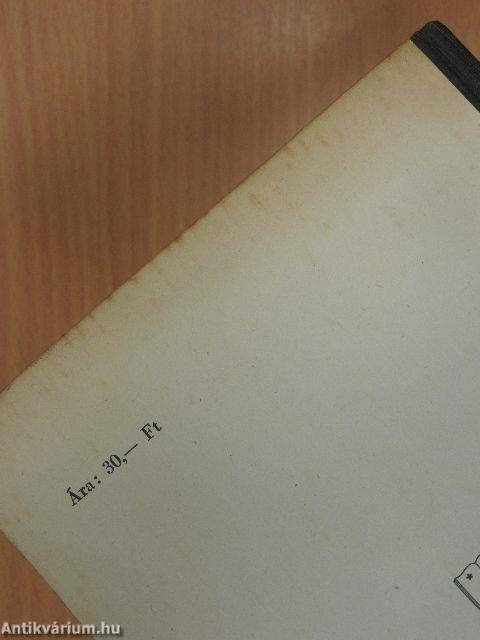 Ára: 30,— Ft
Antikvárium.hu